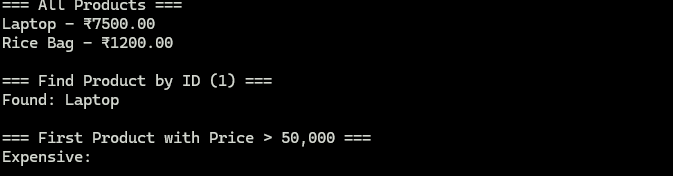 === All Products ===
Laptop - ₹7500.00
Rice Bag - ₹1200.00
=== Find Product by ID (1) ===
Found: Laptop
=== First Product with Price > 50,000 ===
Expensive: